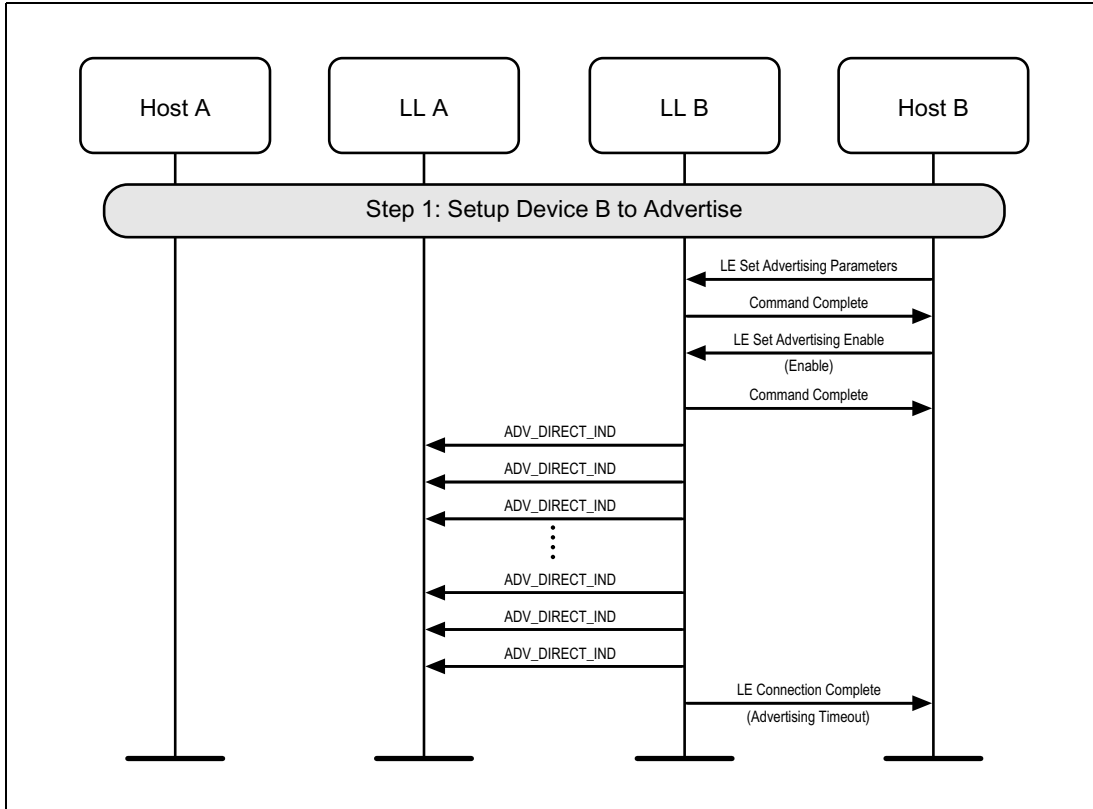 Host A
LL A
LL B
Host B
Step 1: Setup Device B to Advertise
LE Set Advertising Parameters
Command Complete
LE Set Advertising Enable
(Enable)
Command Complete
ADV_DIRECT_IND
ADV_DIRECT_IND
ADV_DIRECT_IND
ADV_DIRECT_IND
ADV_DIRECT_IND
ADV_DIRECT_IND
LE Connection Complete
(Advertising Timeout)